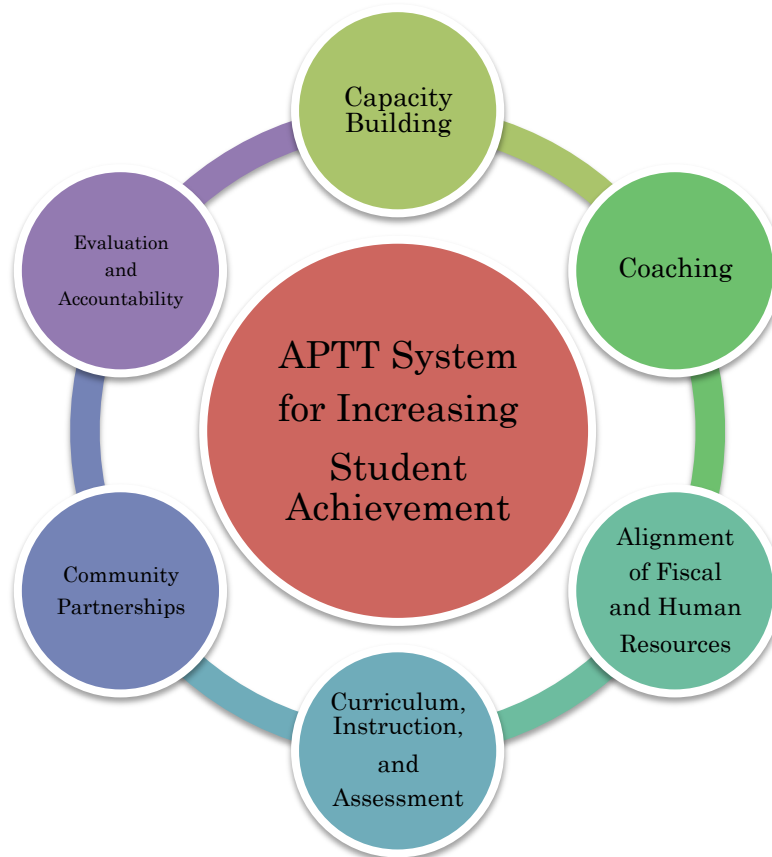 Capacity
Building
Evaluation
and
Accountability
Coaching
APTT System
for Increasing
Student
Achievement
Community
Partnerships
Alignment
of Fiscal
and Human
Resources
Curriculum,
Instruction,
and
Assessment